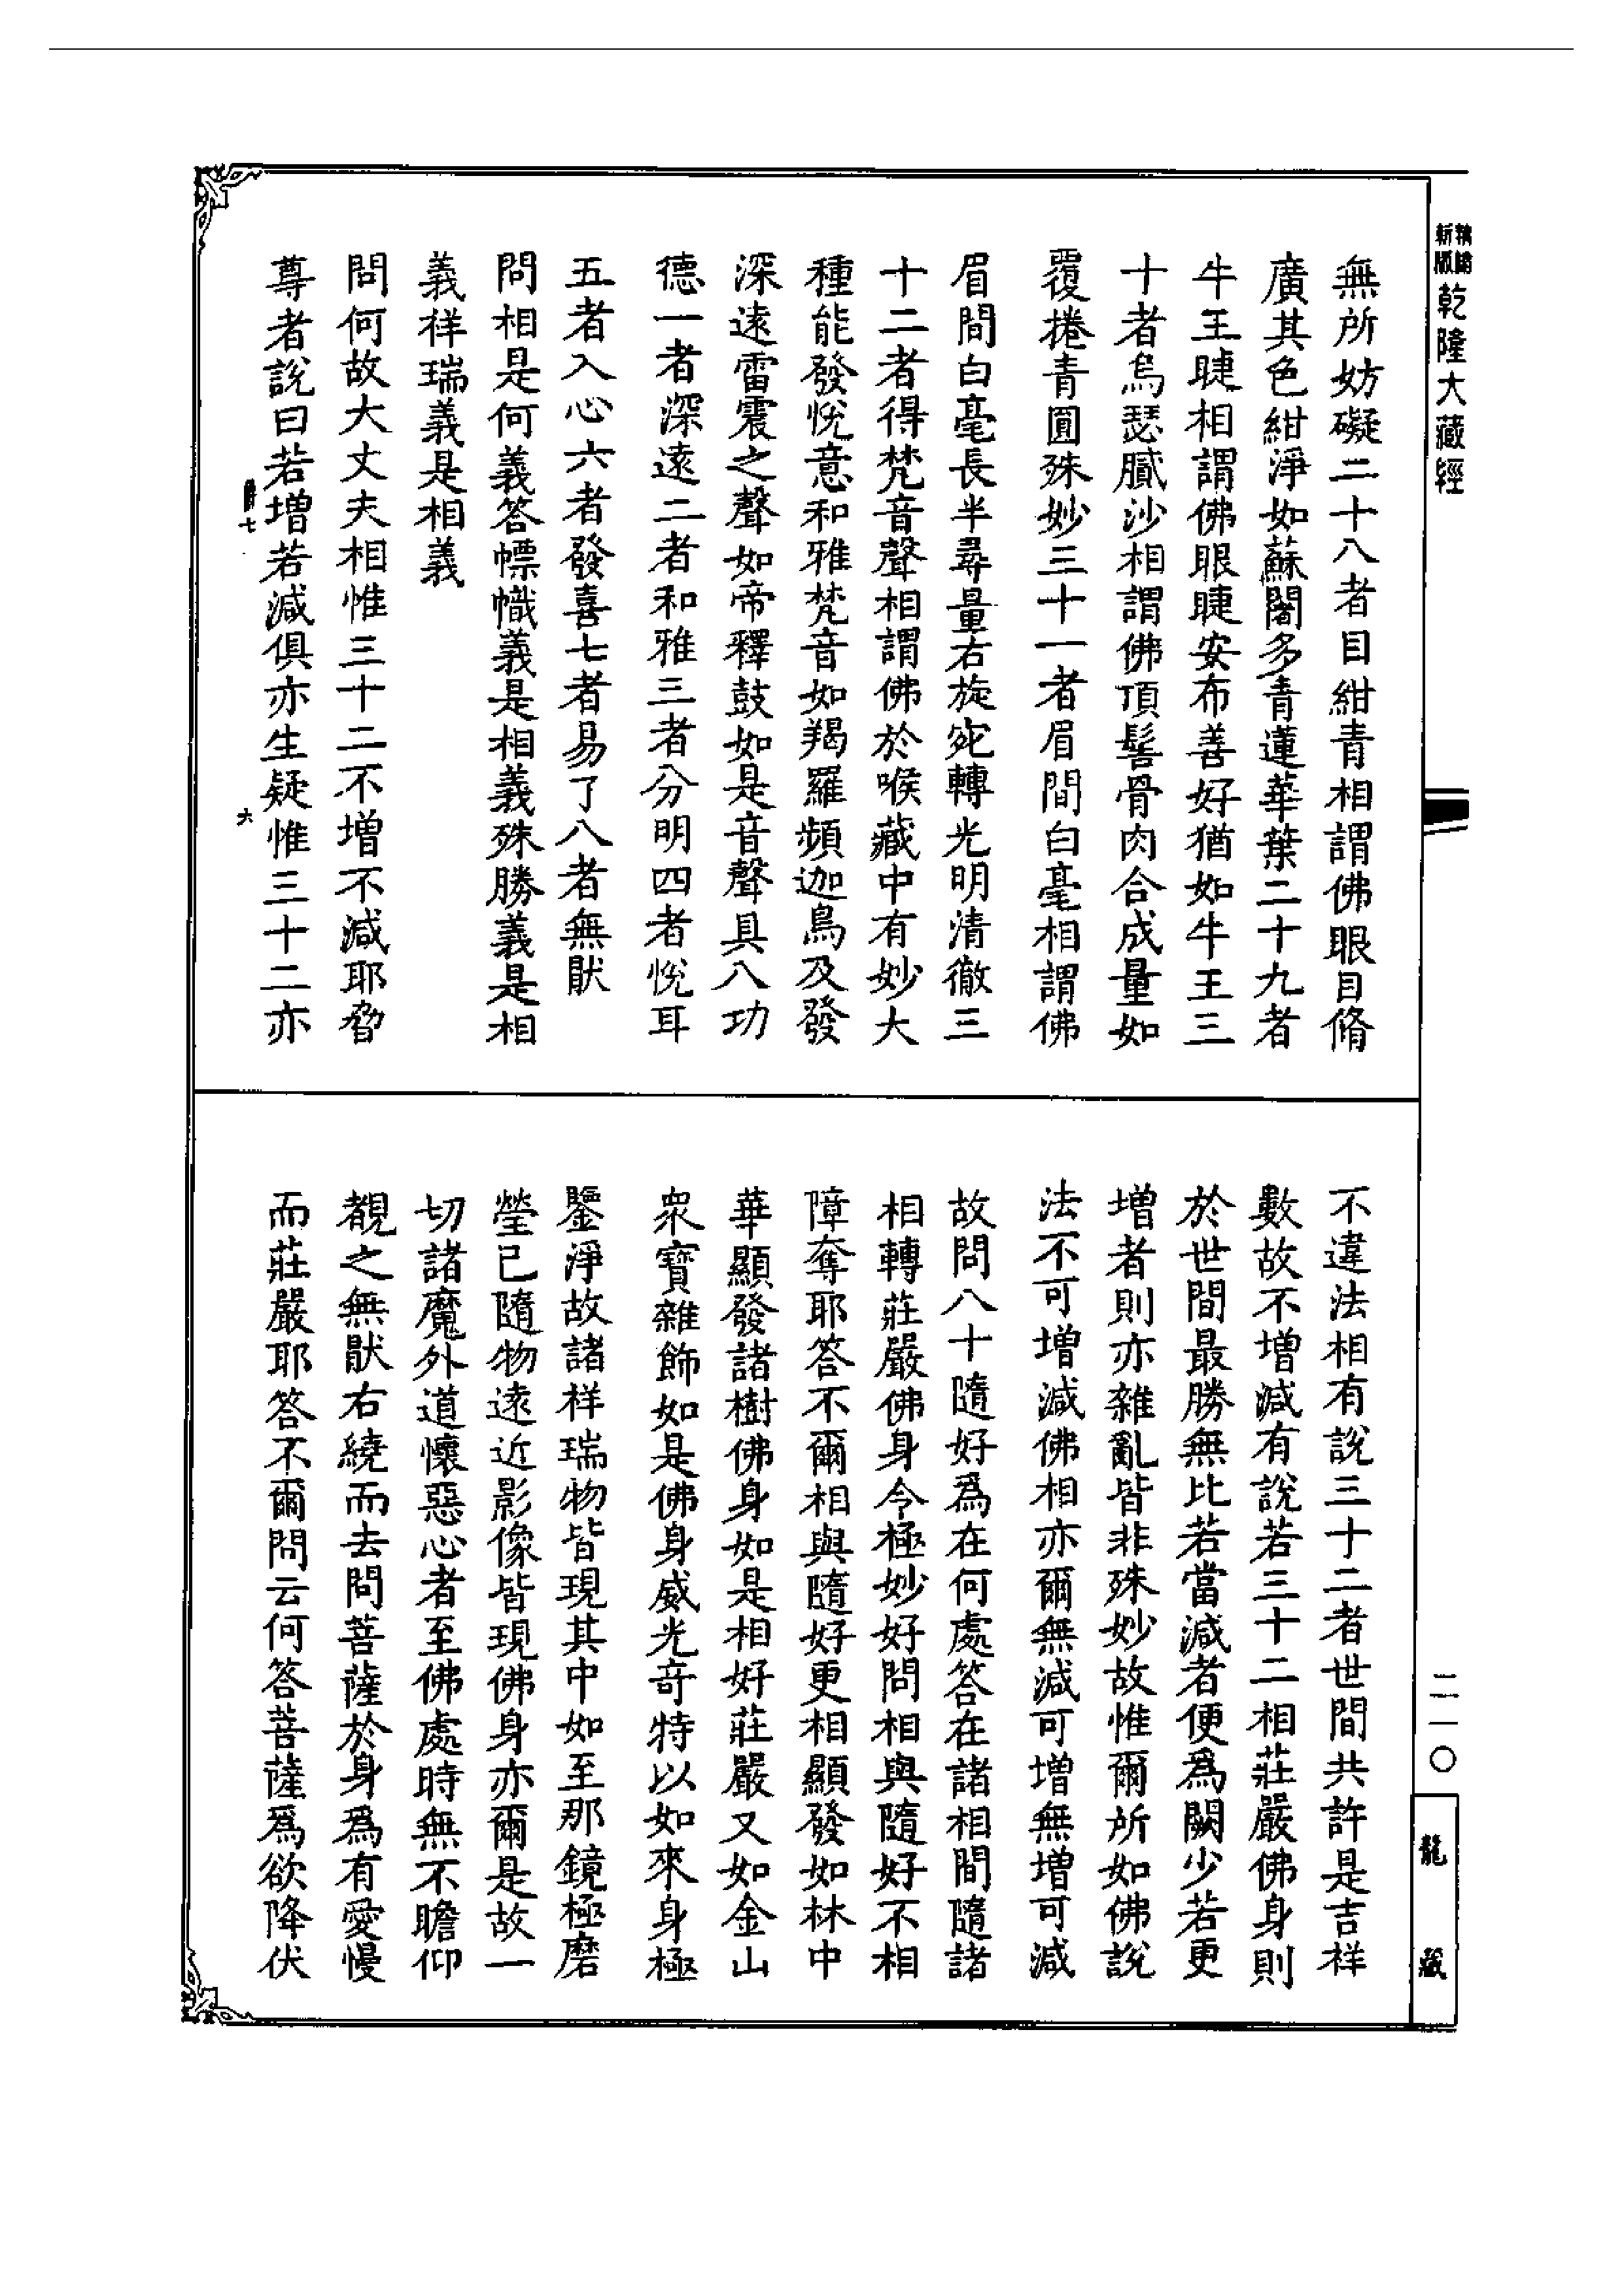 新版精縮乾隆大藏經
無所妨礙二十八者目紺青相謂佛眼目脩
廣其色紺淨如蘇闍多青蓮華葉二十九者
牛王睫相謂佛眼睫安布善好猶如牛王三
十者烏瑟膩沙相謂佛頂髻骨肉合成量如
覆捲青圓殊妙三十一者眉間白毫相謂佛
眉間白毫長半尋量右旋宛轉光明清徹三
十二者得梵音聲相謂佛於喉藏中有妙大
種能發悅意和雅梵音如羯羅頻迦鳥及發
深遠雷震之聲如帝釋鼓如是音聲具八功
德一者深遠二者和雅三者分明四者悅耳
五者入心六者發喜七者易了八者無猒
問相是何義答幖幟義是相義殊勝義是相
義祥瑞義是相義
問何故大丈夫相惟三十二不增不減耶脅
尊者說曰若增若減俱亦生疑惟三十二亦
爵七
六
不違法相有說三十二者世間共許是吉祥
數故不增減有說若三十二相莊嚴佛身則
於世間最勝無比若當減者便為闕少若更
增者則亦雜亂皆非殊妙故惟爾所如佛說
法不可增減佛相亦爾無減可增無增可減
故問八十隨好爲在何處答在諸相間隨諸
相轉莊嚴佛身令極妙好問相與隨好不相
障奪耶答不爾相與隨好更相顯發如林中
華顯發諸樹佛身如是相好莊嚴又如金山
衆寶雜飾如是佛身威光奇特以如來身極
鑒淨故諸祥瑞物皆現其中如至那鏡極磨
瑩已隨物遠近影像皆現佛身亦爾是故一
切諸魔外道懷惡心者至佛處時無不瞻仰
覩之無猒右繞而去問菩薩於身爲有愛慢
而莊嚴耶答不爾問云何答菩薩爲欲降伏
二一〇
龍藏